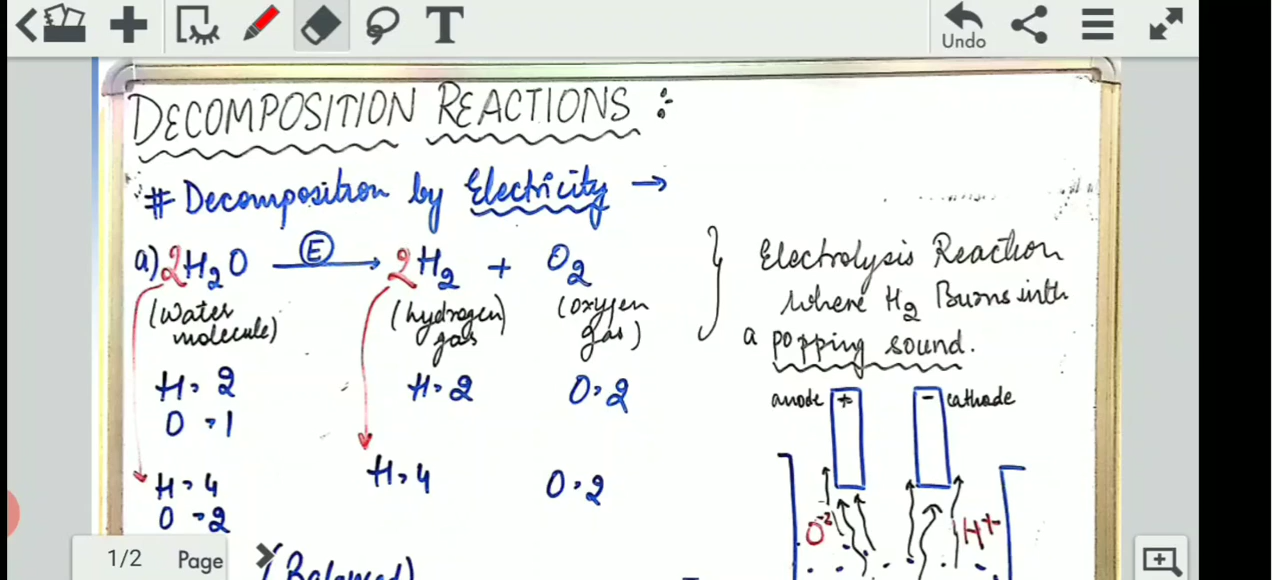 Undo
DECOMPOSITION REACTIONS :-
# Decomposition by Electricity →
a) 2H₂O —(E)→ 2H₂ + O₂
(water molecule)
(hydrogen) gas
(oxygen gas)
H = 2
O = 1
H = 2
O = 2
H = 4
O = 2
H = 4
O = 2
(Balanced)
} Electrolysis Reaction
where H₂ Burns with
a popping sound.
anode +
- cathode
O⁻²
H+
1/2 Page